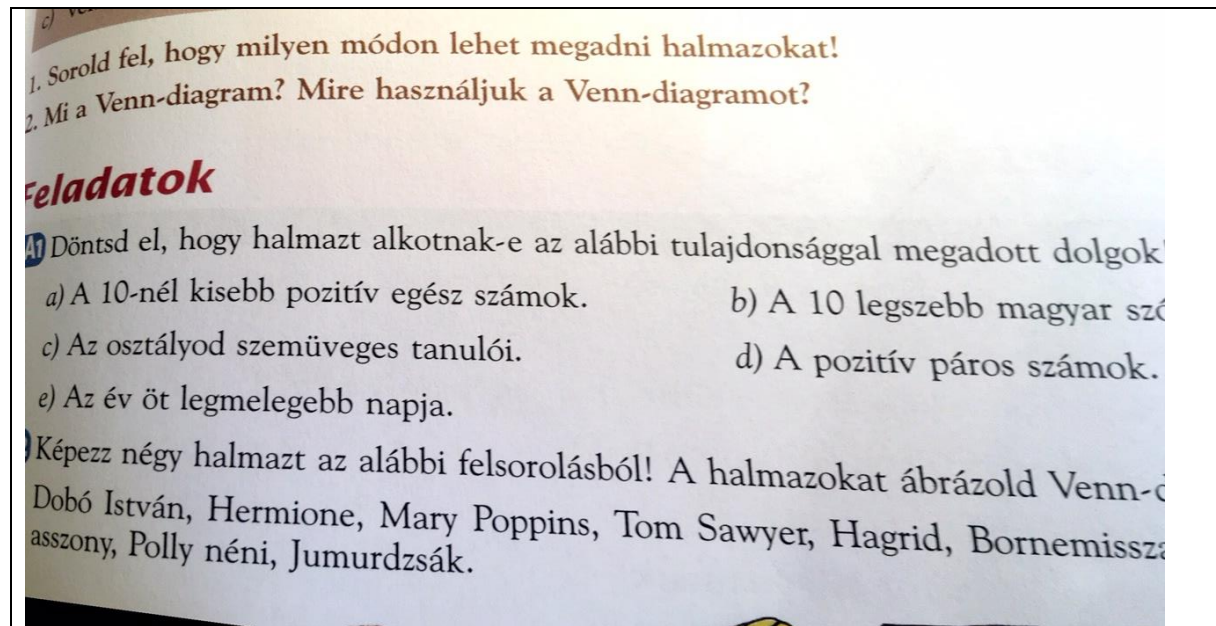 c)
1. Sorold fel, hogy milyen módon lehet megadni halmazokat!
2. Mi a Venn-diagram? Mire használjuk a Venn-diagramot?
Feladatok
A1 Döntsd el, hogy halmazt alkotnak-e az alábbi tulajdonsággal megadott dolgok
a) A 10-nél kisebb pozitív egész számok. b) A 10 legszebb magyar
c) Az osztályod szemüveges tanulói. d) A pozitív páros számok.
e) Az év öt legmelegebb napja.
Képezz négy halmazt az alábbi felsorolásból! A halmazokat ábrázold Venn-
Dobó István, Hermione, Mary Poppins, Tom Sawyer, Hagrid, Bornemissza
asszony, Polly néni, Jumurdzsák.